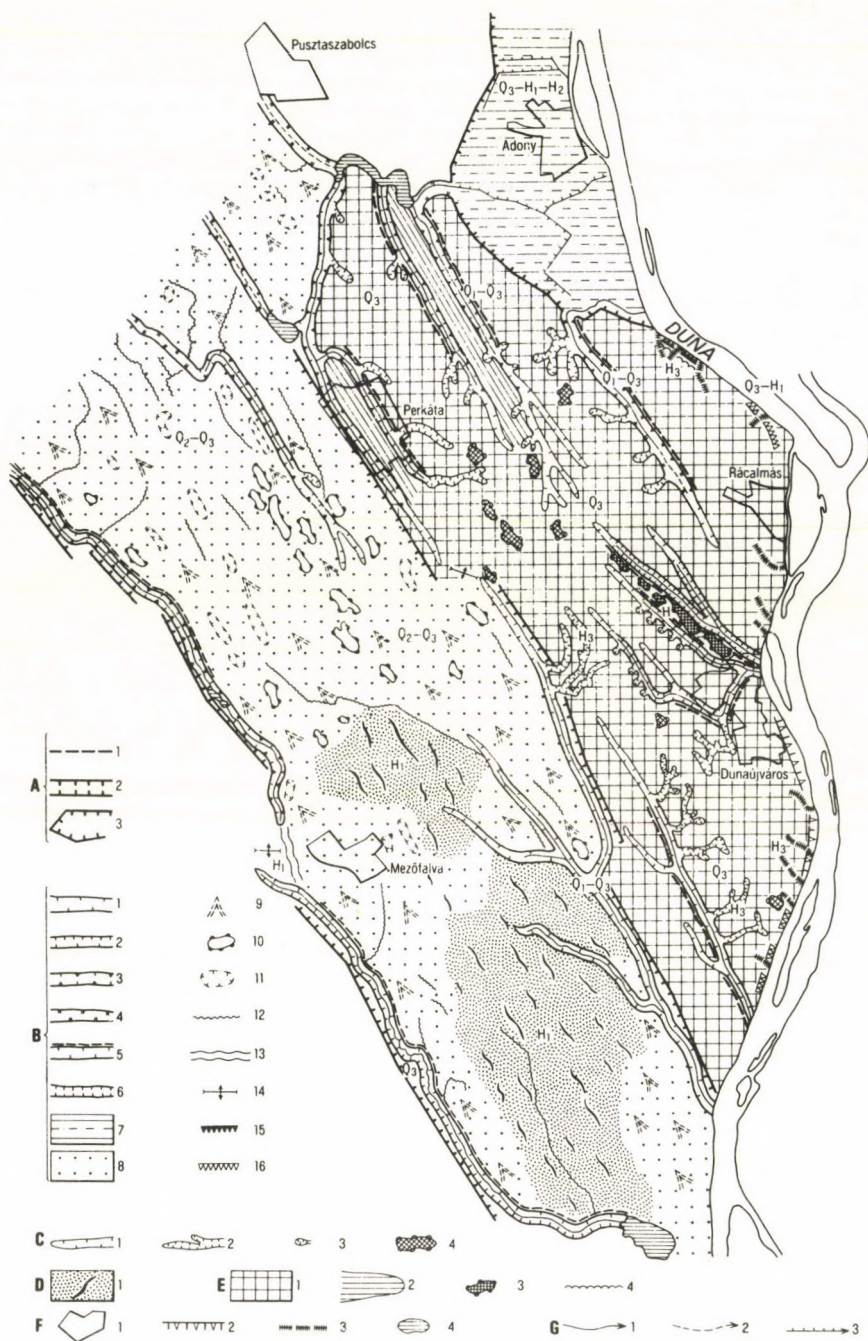 Pusztaszabolcs
Q₃-H₁-H₂
Adony
Q₃
Q₁-Q₃
DUNA
H₃
Q₁-Q₃
Q₃-H₁
Perkáta
Q₂-Q₃
Rácalmás
Q₃
H
Q₂-Q₃
H₃
Dunaújváros
H₁
H₃
Mezőfalva
H₁
Q₁-Q₃
Q₃
H₃
H₁
Q₃
A
1
2
3
B
1 9
2 10
3 11
4 12
5 13
6 14
7 15
8 16
C 1 2 3 4
D 1 E 1 2 3 4
F 1 2 3 4 G 1 2 3